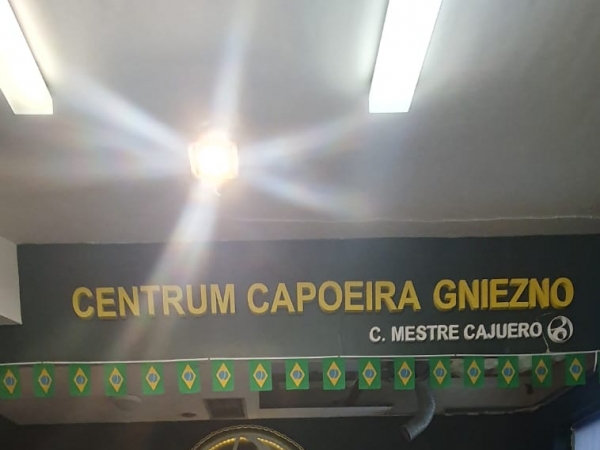 CENTRUM CAPOEIRA GNIEZNO
C. MESTRE CAJUERO